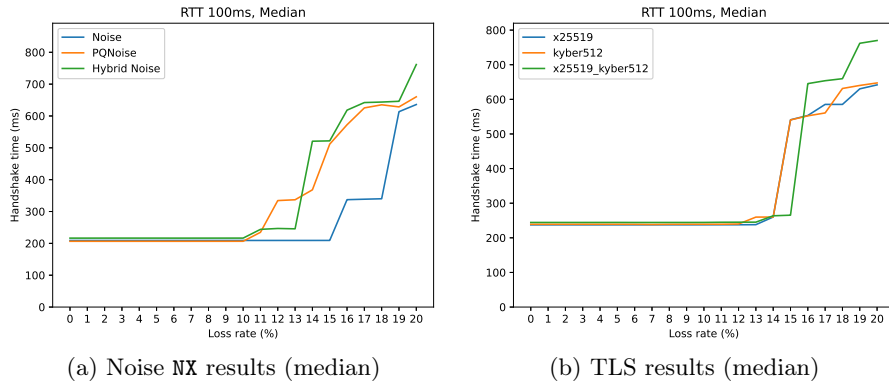 RTT 100ms, Median
Noise
PQNoise
Hybrid Noise
Handshake time (ms)
800
700
600
500
400
300
200
100
0
0 1 2 3 4 5 6 7 8 9 10 11 12 13 14 15 16 17 18 19 20
Loss rate (%)
(a) Noise NX results (median)
RTT 100ms, Median
x25519
kyber512
x25519_kyber512
Handshake time (ms)
800
700
600
500
400
300
200
100
0
0 1 2 3 4 5 6 7 8 9 10 11 12 13 14 15 16 17 18 19 20
Loss rate (%)
(b) TLS results (median)